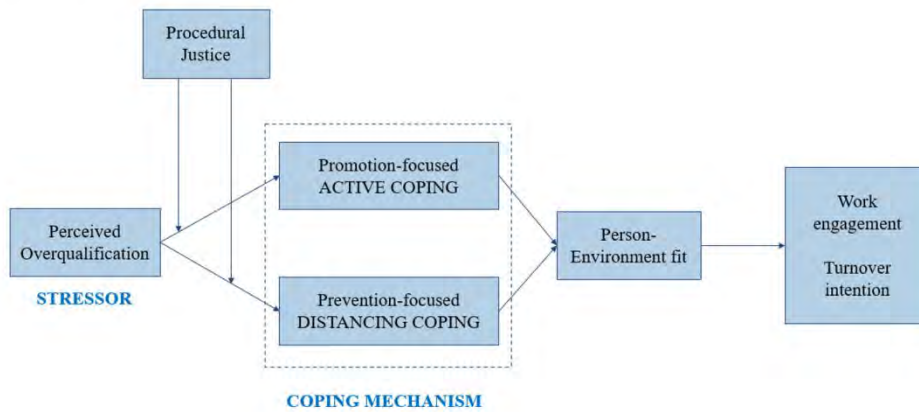 Procedural
Justice
Promotion-focused
ACTIVE COPING
Perceived
Overqualification
STRESSOR
Prevention-focused
DISTANCING COPING
COPING MECHANISM
Person-
Environment fit
Work
engagement
Turnover
intention